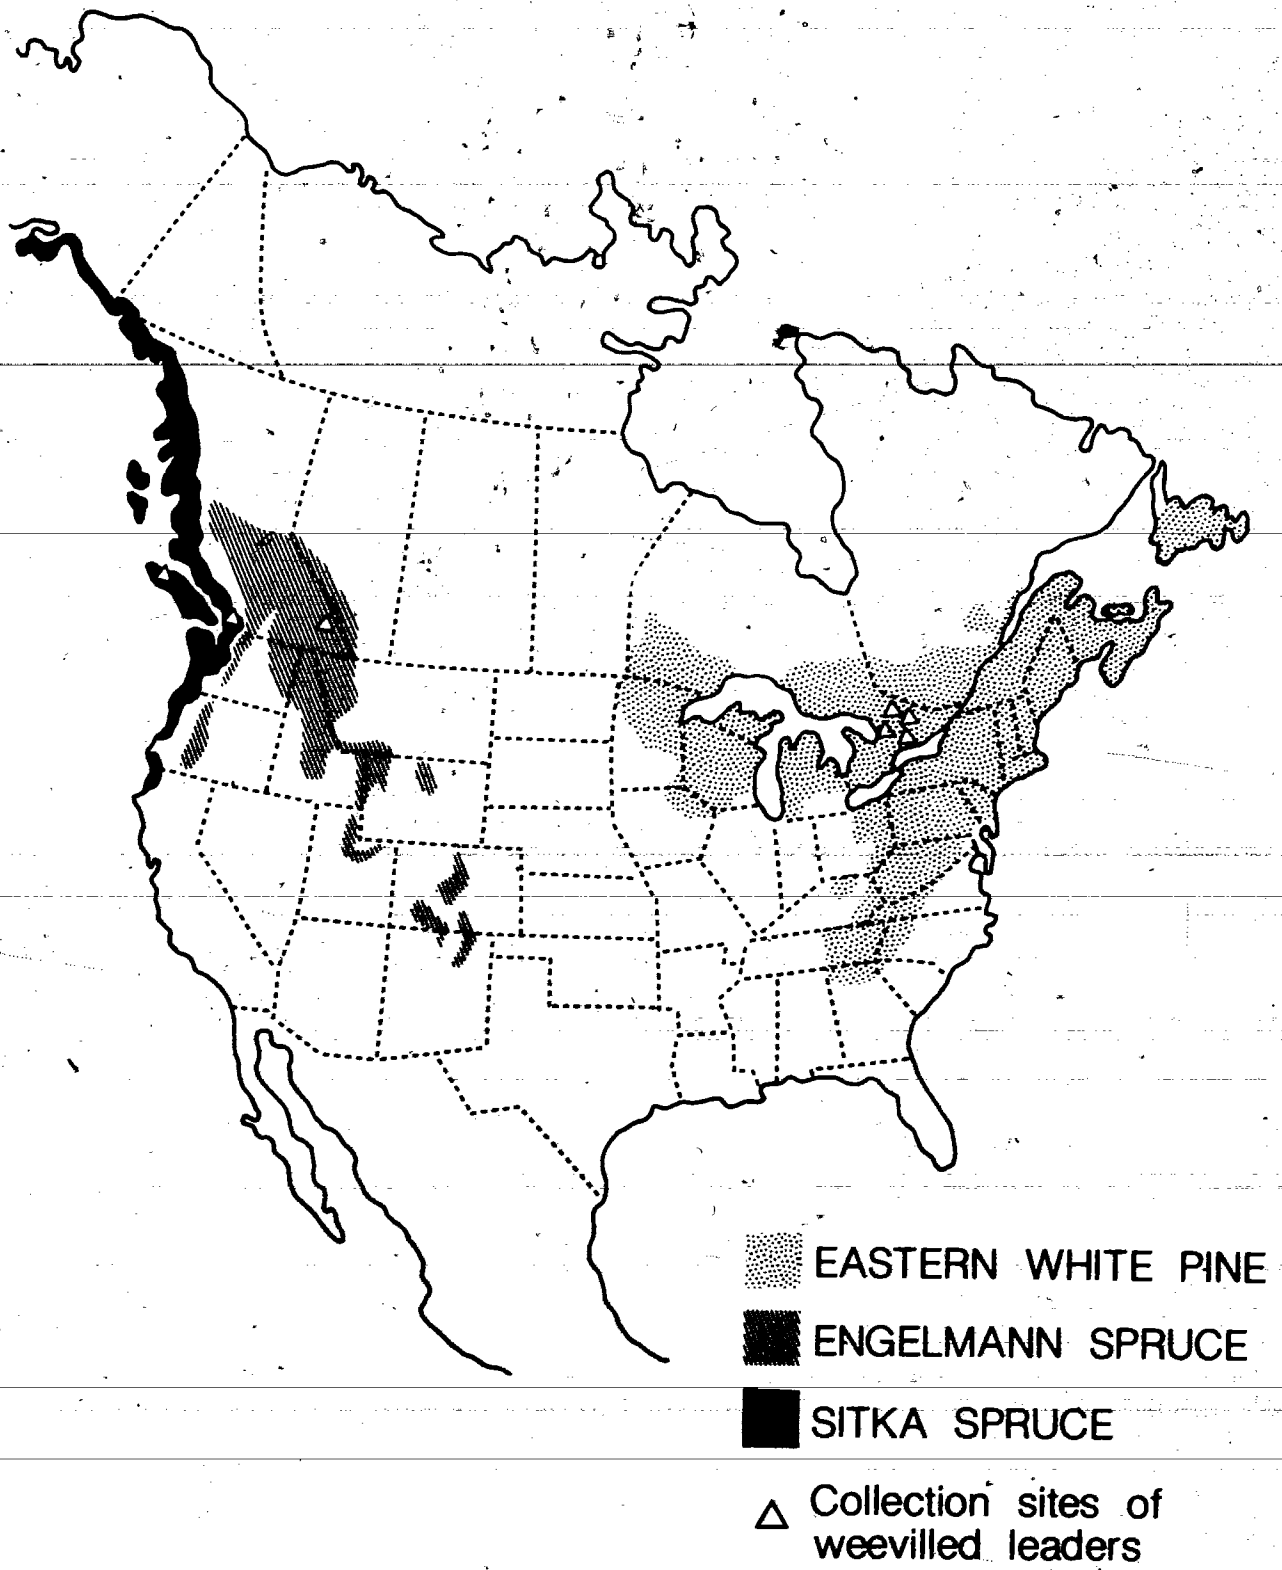 EASTERN WHITE PINE
ENGELMANN SPRUCE
SITKA SPRUCE
Collection sites of
weevilled leaders